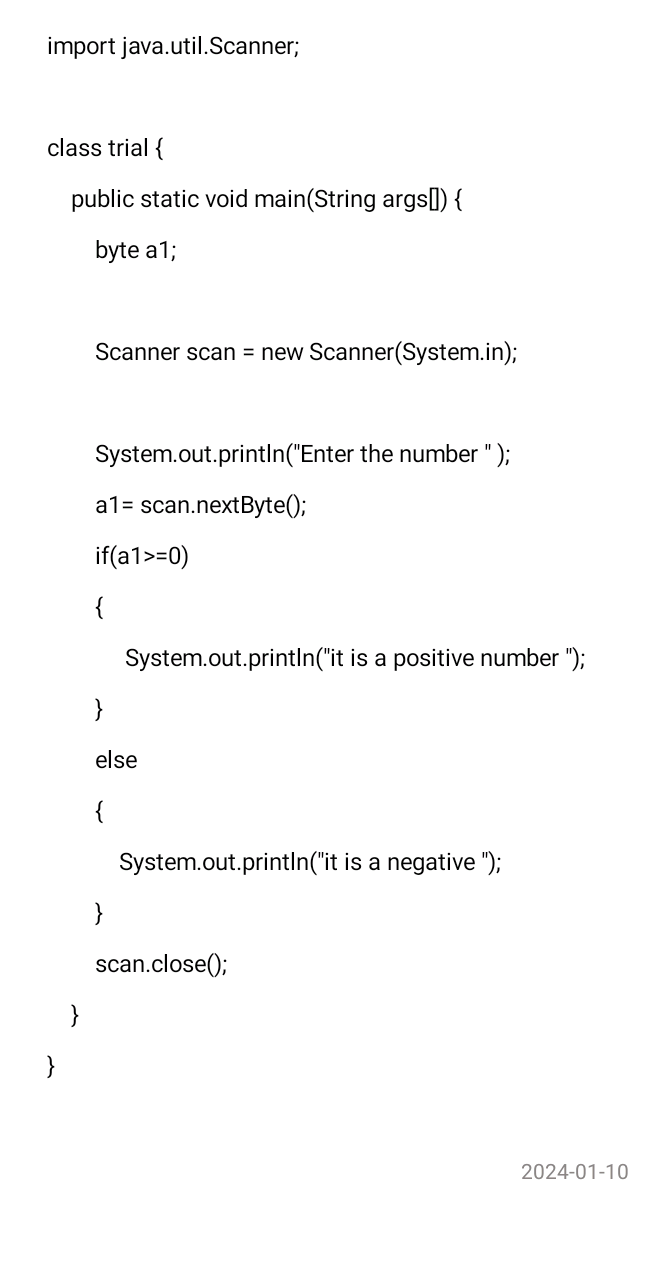 import java.util.Scanner;
class trial {
public static void main(String args[]) {
byte a1;
Scanner scan = new Scanner(System.in);
System.out.println("Enter the number " );
a1= scan.nextByte();
if(a1>=0)
{
System.out.println("it is a positive number ");
}
else
{
System.out.println("it is a negative ");
}
scan.close();
}
}
2024-01-10